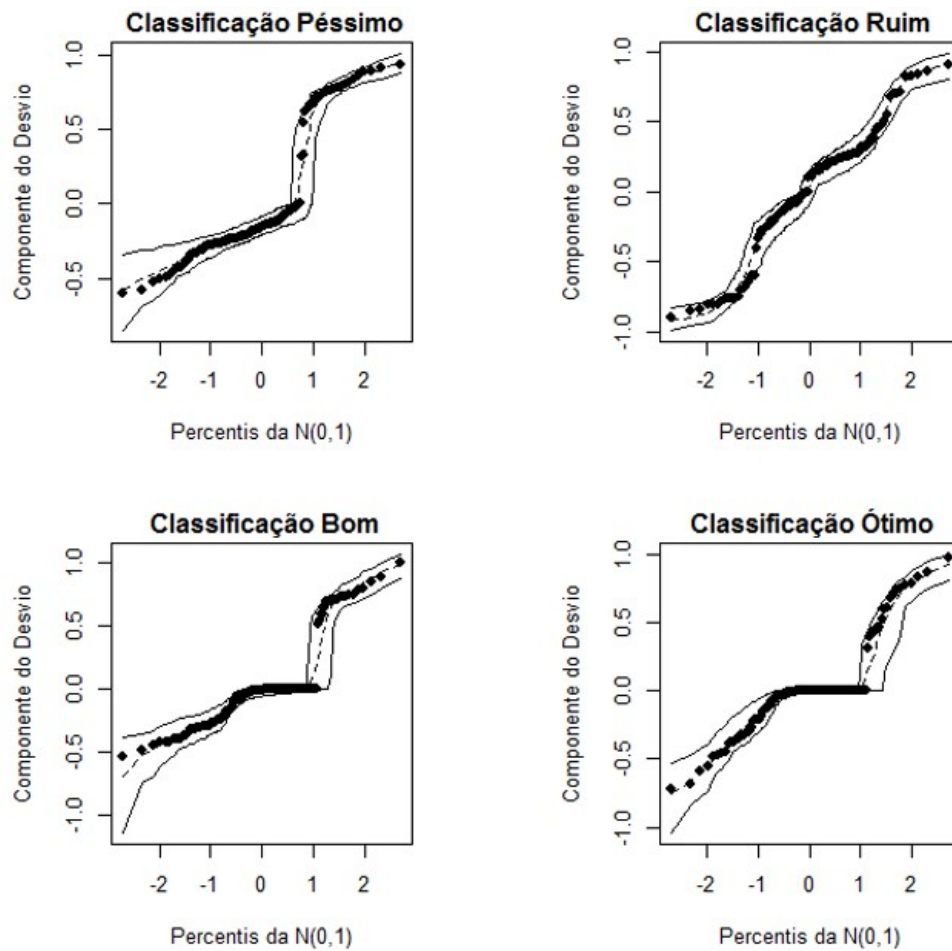 Classificação Péssimo
Componente do Desvio
1.0
0.5
0.0
-0.5
-2 -1 0 1 2
Percentis da N(0,1)
Classificação Ruim
Componente do Desvio
1.0
0.5
0.0
-0.5
-1.0
-2 -1 0 1 2
Percentis da N(0,1)
Classificação Bom
Componente do Desvio
1.0
0.5
0.0
-0.5
-1.0
-2 -1 0 1 2
Percentis da N(0,1)
Classificação Ótimo
Componente do Desvio
1.0
0.5
0.0
-0.5
-1.0
-2 -1 0 1 2
Percentis da N(0,1)